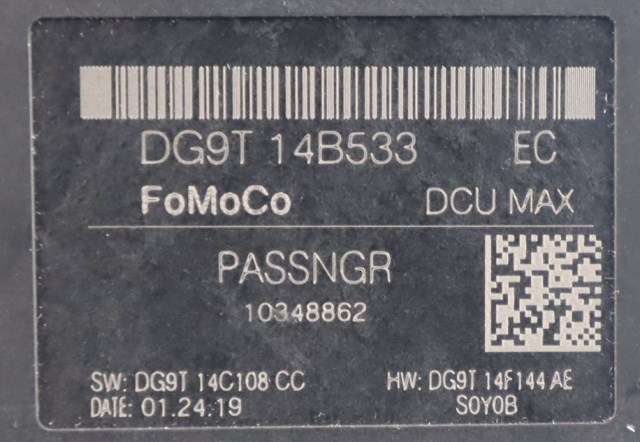 DG9T 14B533 EC
FoMoCo DCU MAX
PASSNGR
10348862
SW: DG9T 14C108 CC HW: DG9T 14F144 AE
DATE: 01.24.19 S0Y0B